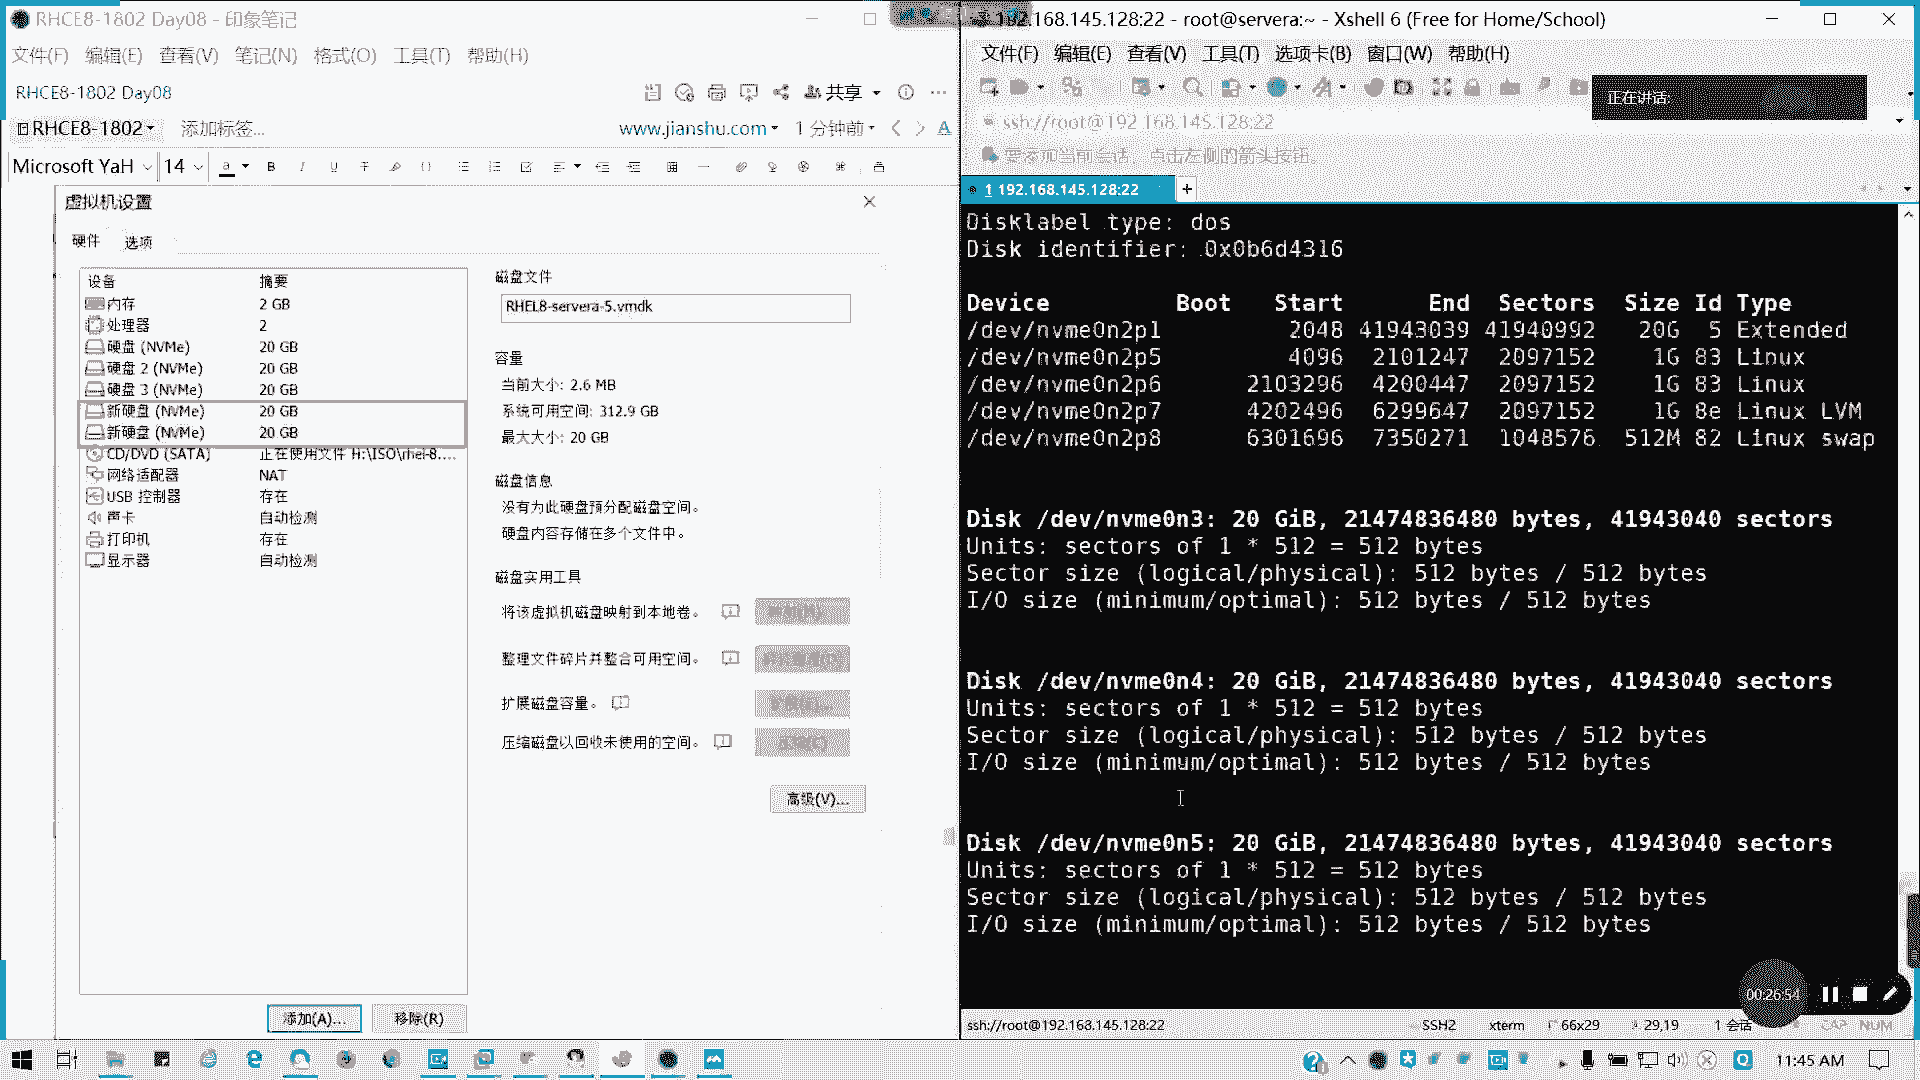 RHCE8-1802 Day08 - 印象笔记
文件(F) 编辑(E) 查看(V) 笔记(N) 格式(O) 工具(T) 帮助(H)
RHCE8-1802 Day08
共享
RHCE8-1802
添加标签...
www.jianshu.com
1 分钟前
Microsoft YaH
14
虚拟机设置
硬件
选项
设备 摘要
内存 2 GB
处理器 2
硬盘 (NVMe) 20 GB
硬盘 2 (NVMe) 20 GB
硬盘 3 (NVMe) 20 GB
新硬盘 (NVMe) 20 GB
新硬盘 (NVMe) 20 GB
CD/DVD (SATA) 正在使用文件 H:\ISO\rhel-8....
网络适配器 NAT
USB 控制器 存在
声卡 自动检测
打印机 存在
显示器 自动检测
添加(A)...
移除(R)
磁盘文件
RHEL8-servera-5.vmdk
容量
当前大小: 2.6 MB
系统可用空间: 312.9 GB
最大大小: 20 GB
磁盘信息
没有为此硬盘预分配磁盘空间。
硬盘内容存储在多个文件中。
磁盘实用工具
将该虚拟机磁盘映射到本地卷。
整理文件碎片并整合可用空间。
扩展磁盘容量。
压缩磁盘以回收未使用的空间。
高级(V)...
192.168.145.128:22 - root@servera:~ - Xshell 6 (Free for Home/School)
文件(F) 编辑(E) 查看(V) 工具(T) 选项卡(B) 窗口(W) 帮助(H)
正在讲话:
ssh://root@192.168.145.128:22
要添加当前会话，点击左侧的箭头按钮。
1 192.168.145.128:22
Disklabel type: dos
Disk identifier: 0x0b6d4316
Device Boot Start End Sectors Size Id Type
/dev/nvme0n2p1 2048 41943039 41940992 20G 5 Extended
/dev/nvme0n2p5 4096 2101247 2097152 1G 83 Linux
/dev/nvme0n2p6 2103296 4200447 2097152 1G 83 Linux
/dev/nvme0n2p7 4202496 6299647 2097152 1G 8e Linux LVM
/dev/nvme0n2p8 6301696 7350271 1048576 512M 82 Linux swap
Disk /dev/nvme0n3: 20 GiB, 21474836480 bytes, 41943040 sectors
Units: sectors of 1 * 512 = 512 bytes
Sector size (logical/physical): 512 bytes / 512 bytes
I/O size (minimum/optimal): 512 bytes / 512 bytes
Disk /dev/nvme0n4: 20 GiB, 21474836480 bytes, 41943040 sectors
Units: sectors of 1 * 512 = 512 bytes
Sector size (logical/physical): 512 bytes / 512 bytes
I/O size (minimum/optimal): 512 bytes / 512 bytes
Disk /dev/nvme0n5: 20 GiB, 21474836480 bytes, 41943040 sectors
Units: sectors of 1 * 512 = 512 bytes
Sector size (logical/physical): 512 bytes / 512 bytes
I/O size (minimum/optimal): 512 bytes / 512 bytes
00:26:54
ssh://root@192.168.145.128:22 SSH2 xterm 66x29 29,19 1 会话 CAP NUM
11:45 AM